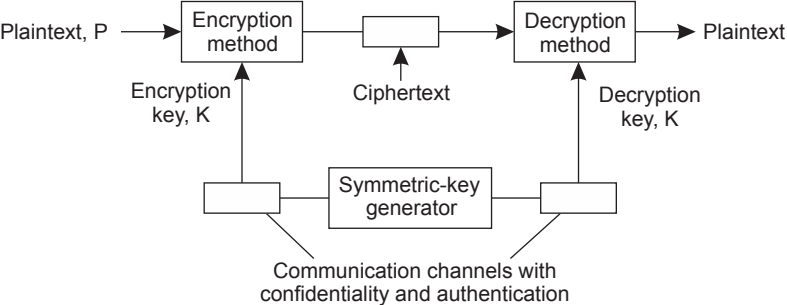 Plaintext, P
Encryption
method
Decryption
method
Plaintext
Ciphertext
Encryption
key, K
Decryption
key, K
Symmetric-key
generator
Communication channels with
confidentiality and authentication